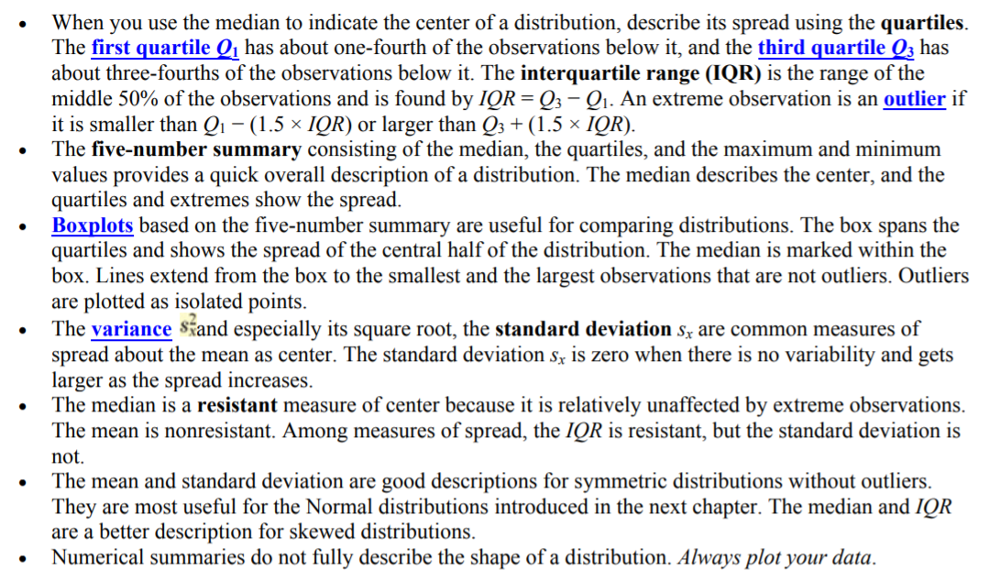 • When you use the median to indicate the center of a distribution, describe its spread using the quartiles.
The first quartile Q₁ has about one-fourth of the observations below it, and the third quartile Q₃ has
about three-fourths of the observations below it. The interquartile range (IQR) is the range of the
middle 50% of the observations and is found by IQR = Q₃ − Q₁. An extreme observation is an outlier if
it is smaller than Q₁ − (1.5 × IQR) or larger than Q₃ + (1.5 × IQR).
• The five-number summary consisting of the median, the quartiles, and the maximum and minimum
values provides a quick overall description of a distribution. The median describes the center, and the
quartiles and extremes show the spread.
• Boxplots based on the five-number summary are useful for comparing distributions. The box spans the
quartiles and shows the spread of the central half of the distribution. The median is marked within the
box. Lines extend from the box to the smallest and the largest observations that are not outliers. Outliers
are plotted as isolated points.
• The variance sₓ² and especially its square root, the standard deviation sₓ are common measures of
spread about the mean as center. The standard deviation sₓ is zero when there is no variability and gets
larger as the spread increases.
• The median is a resistant measure of center because it is relatively unaffected by extreme observations.
The mean is nonresistant. Among measures of spread, the IQR is resistant, but the standard deviation is
not.
• The mean and standard deviation are good descriptions for symmetric distributions without outliers.
They are most useful for the Normal distributions introduced in the next chapter. The median and IQR
are a better description for skewed distributions.
• Numerical summaries do not fully describe the shape of a distribution. Always plot your data.